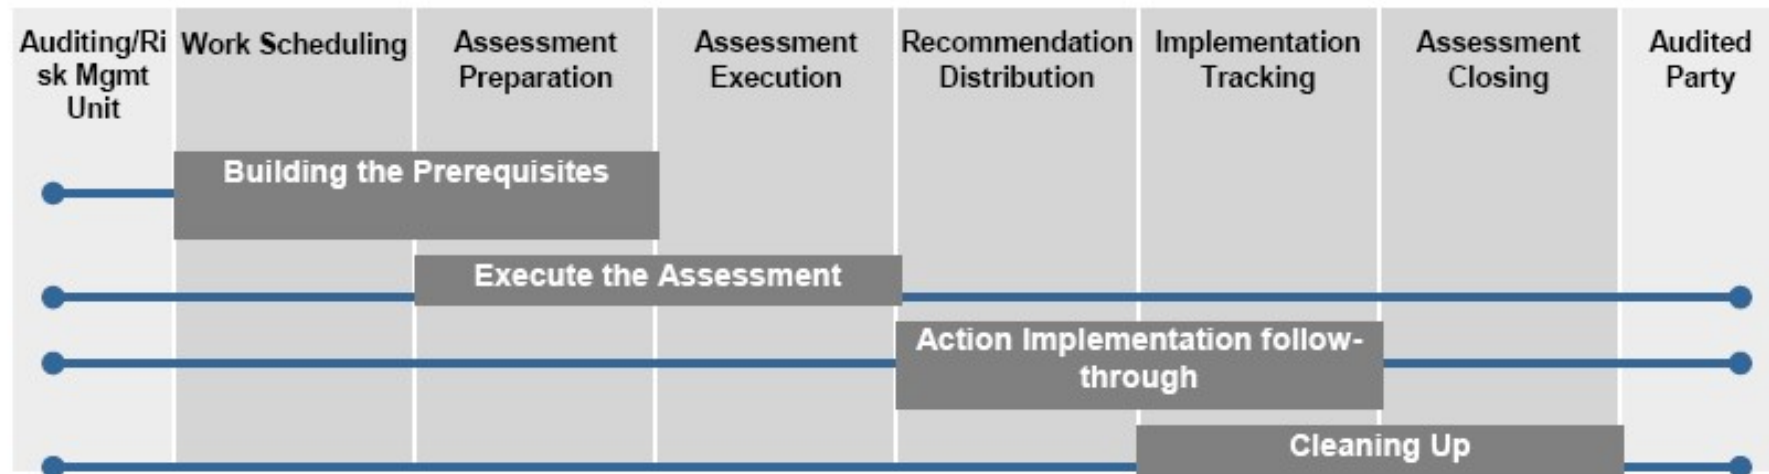 Auditing/Ri
sk Mgmt
Unit
Work Scheduling
Assessment
Preparation
Assessment
Execution
Recommendation
Distribution
Implementation
Tracking
Assessment
Closing
Audited
Party
Building the Prerequisites
Execute the Assessment
Action Implementation follow-
through
Cleaning Up